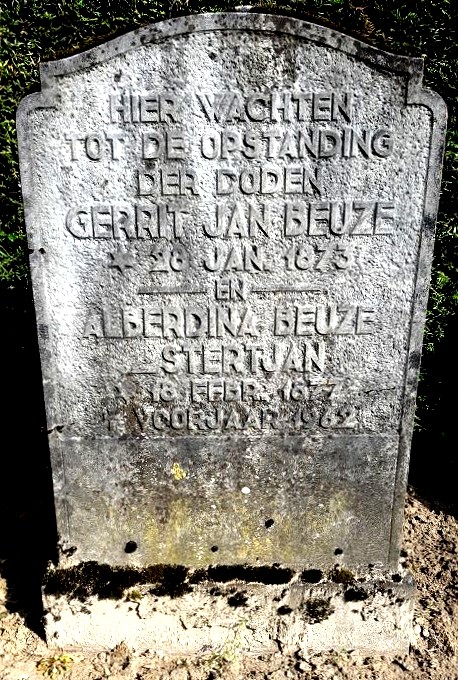 HIER WACHTEN
TOT DE OPSTANDING
DER DODEN
GERRIT JAN BEUZE
* 28 JAN. 1873
EN
ALBERDINA BEUZE
_STERTJAN
* 18 FEBR. 1877
† VOORJAAR 1962